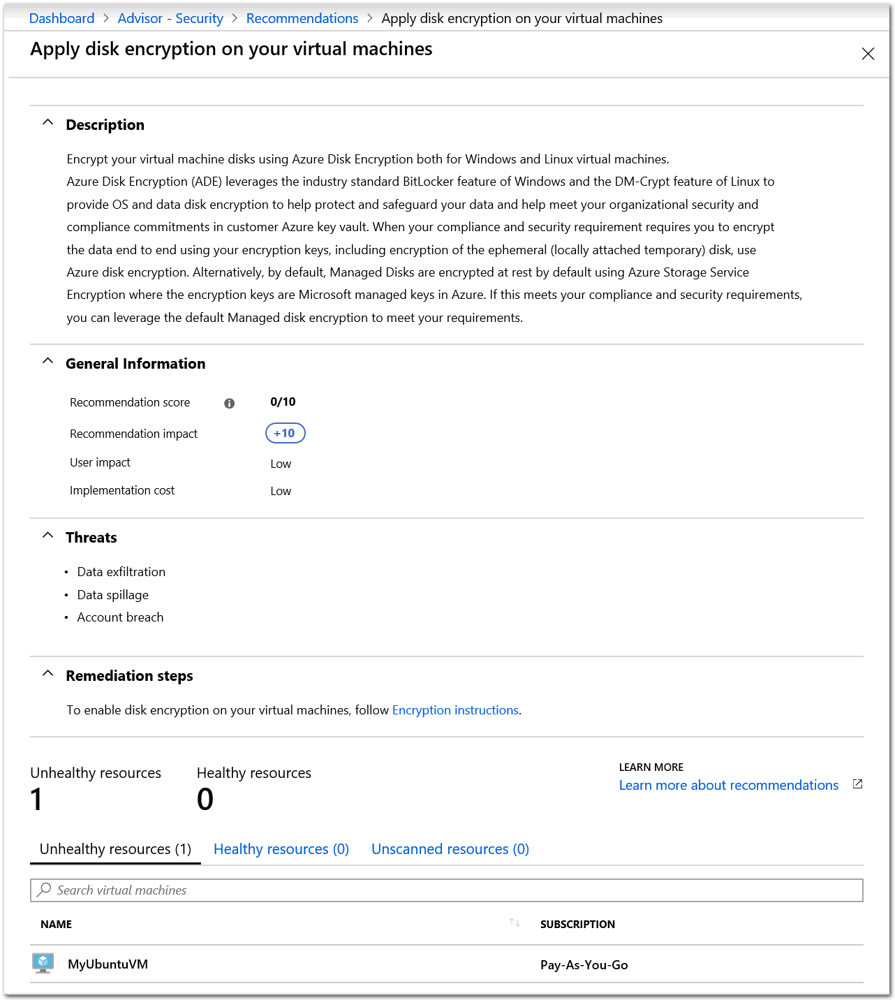 Dashboard > Advisor - Security > Recommendations > Apply disk encryption on your virtual machines
Apply disk encryption on your virtual machines
Description
Encrypt your virtual machine disks using Azure Disk Encryption both for Windows and Linux virtual machines.
Azure Disk Encryption (ADE) leverages the industry standard BitLocker feature of Windows and the DM-Crypt feature of Linux to
provide OS and data disk encryption to help protect and safeguard your data and help meet your organizational security and
compliance commitments in customer Azure key vault. When your compliance and security requirement requires you to encrypt
the data end to end using your encryption keys, including encryption of the ephemeral (locally attached temporary) disk, use
Azure disk encryption. Alternatively, by default, Managed Disks are encrypted at rest by default using Azure Storage Service
Encryption where the encryption keys are Microsoft managed keys in Azure. If this meets your compliance and security requirements,
you can leverage the default Managed disk encryption to meet your requirements.
General Information
Recommendation score 0/10
Recommendation impact +10
User impact Low
Implementation cost Low
Threats
• Data exfiltration
• Data spillage
• Account breach
Remediation steps
To enable disk encryption on your virtual machines, follow Encryption instructions.
Unhealthy resources Healthy resources
1 0
LEARN MORE
Learn more about recommendations
Unhealthy resources (1) Healthy resources (0) Unscanned resources (0)
Search virtual machines
NAME SUBSCRIPTION
MyUbuntuVM Pay-As-You-Go